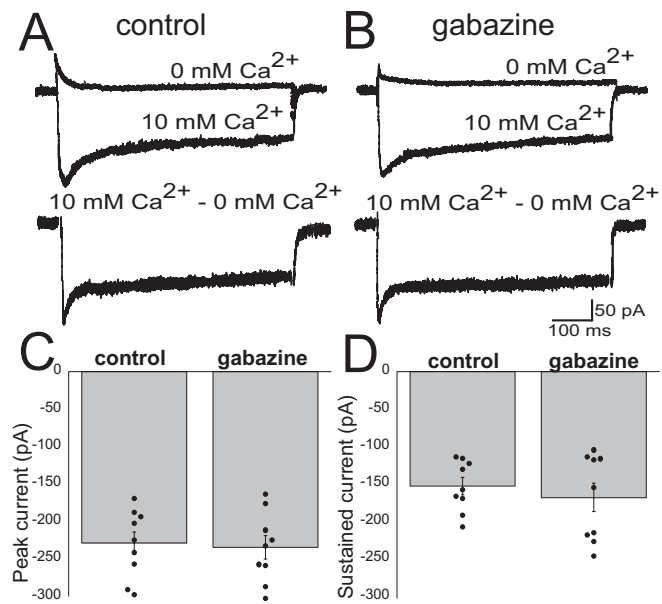 A control
B gabazine
0 mM Ca2+
0 mM Ca2+
10 mM Ca2+
10 mM Ca2+
10 mM Ca2+ - 0 mM Ca2+
10 mM Ca2+ - 0 mM Ca2+
50 pA
100 ms
C
control gabazine
Peak current (pA)
0
-50
-100
-150
-200
-250
-300
D
control gabazine
Sustained current (pA)
0
-50
-100
-150
-200
-250
-300